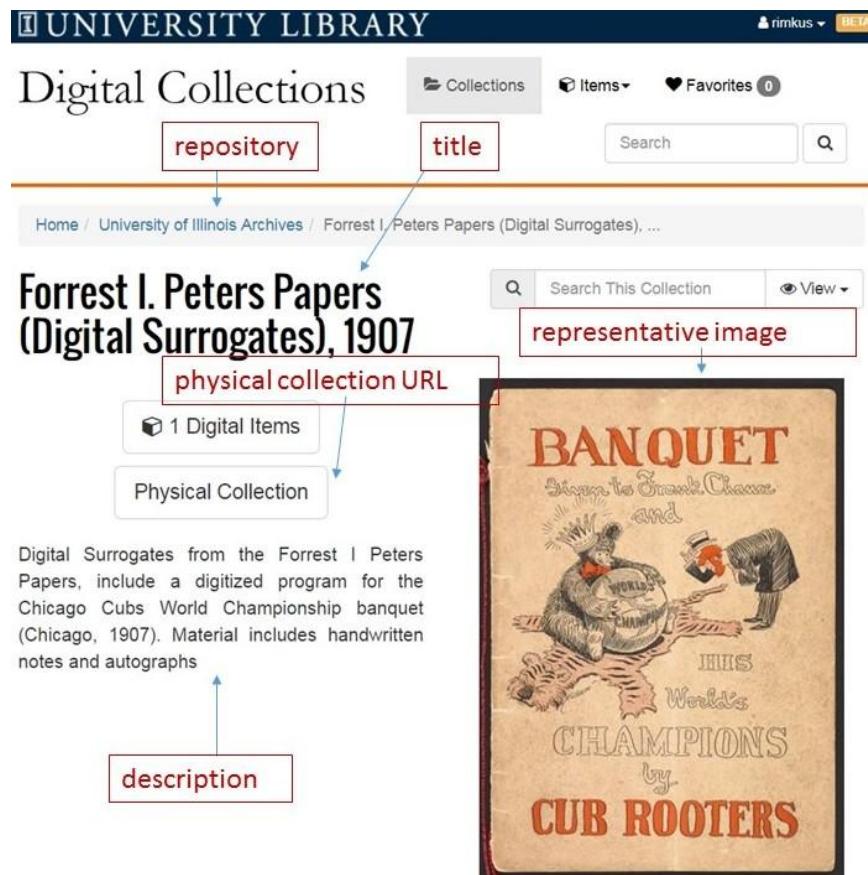 I UNIVERSITY LIBRARY
rimkus
BETA
Digital Collections
Collections
Items
Favorites 0
repository
title
Search
Home / University of Illinois Archives / Forrest I. Peters Papers (Digital Surrogates), ...
Forrest I. Peters Papers
(Digital Surrogates), 1907
Search This Collection
View
representative image
physical collection URL
1 Digital Items
Physical Collection
Digital Surrogates from the Forrest I Peters
Papers, include a digitized program for the
Chicago Cubs World Championship banquet
(Chicago, 1907). Material includes handwritten
notes and autographs
description
BANQUET
Given to Frank Chance
and
WORLD'S
CHAMPION
HIS
World's
CHAMPIONS
by
CUB ROOTERS